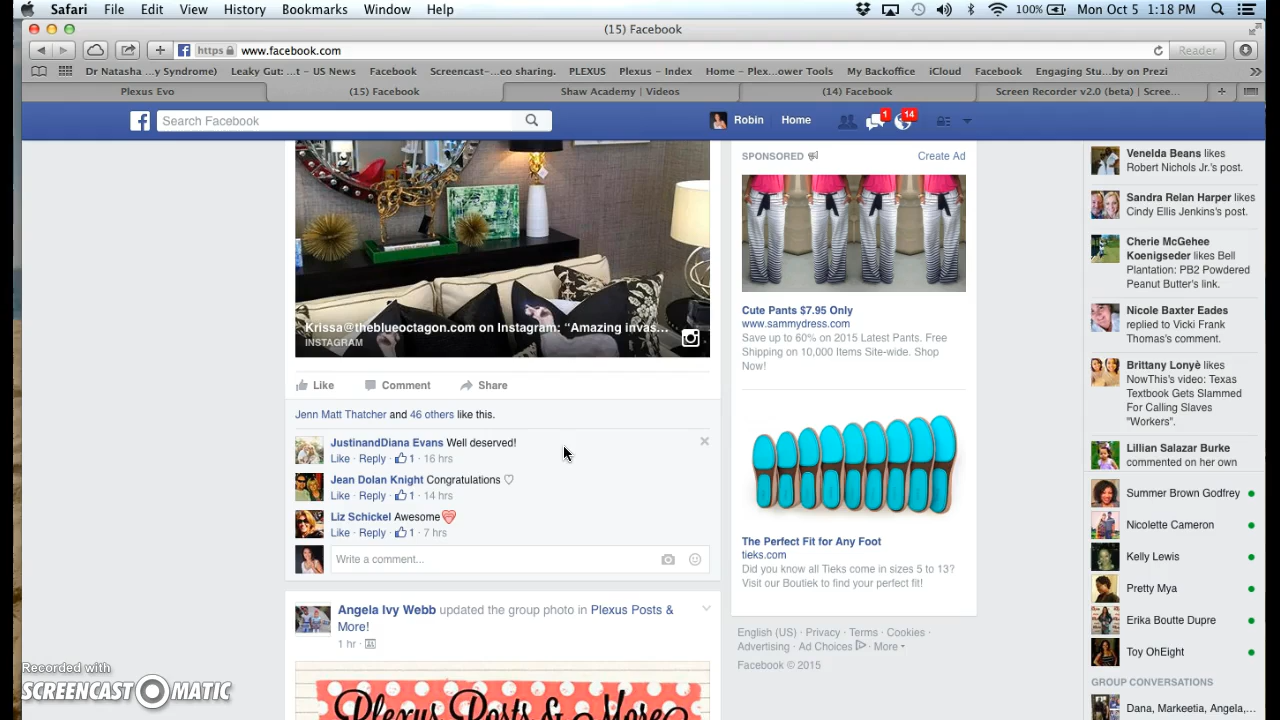 Safari File Edit View History Bookmarks Window Help
100% Mon Oct 5 1:18 PM
(15) Facebook
https www.facebook.com
Reader
Dr Natasha ...y Syndrome) Leaky Gut: ...t - US News Facebook Screencast-...eo sharing. PLEXUS Plexus - Index Home - Plex...ower Tools My Backoffice iCloud Facebook Engaging Stu...by on Prezi
Plexus Evo (15) Facebook Shaw Academy | Videos (14) Facebook Screen Recorder v2.0 (beta) | Scree...
Search Facebook
Robin Home 1 14
Krissa@theblueoctagon.com on Instagram: “Amazing invas...
INSTAGRAM
Like Comment Share
Jenn Matt Thatcher and 46 others like this.
JustinandDiana Evans Well deserved!
Like · Reply · 1 · 16 hrs
Jean Dolan Knight Congratulations ♡
Like · Reply · 1 · 14 hrs
Liz Schickel Awesome
Like · Reply · 1 · 7 hrs
Write a comment...
Angela Ivy Webb updated the group photo in Plexus Posts &
More!
1 hr ·
Plexus Posts & More
SPONSORED Create Ad
Cute Pants $7.95 Only
www.sammydress.com
Save up to 60% on 2015 Latest Pants. Free
Shipping on 10,000 Items Site-wide. Shop
Now!
The Perfect Fit for Any Foot
tieks.com
Did you know all Tieks come in sizes 5 to 13?
Visit our Boutiek to find your perfect fit!
English (US) · Privacy · Terms · Cookies ·
Advertising · Ad Choices · More
Facebook © 2015
Venelda Beans likes
Robert Nichols Jr.'s post.
Sandra Relan Harper likes
Cindy Ellis Jenkins's post.
Cherie McGehee
Koenigseder likes Bell
Plantation: PB2 Powdered
Peanut Butter's link.
Nicole Baxter Eades
replied to Vicki Frank
Thomas's comment.
Brittany Lonyè likes
NowThis's video: Texas
Textbook Gets Slammed
For Calling Slaves
"Workers".
Lillian Salazar Burke
commented on her own
Summer Brown Godfrey
Nicolette Cameron
Kelly Lewis
Pretty Mya
Erika Boutte Dupre
Toy OhEight
GROUP CONVERSATIONS
Dana, Markeetia, Angela,...
Recorded with
SCREENCAST MATIC